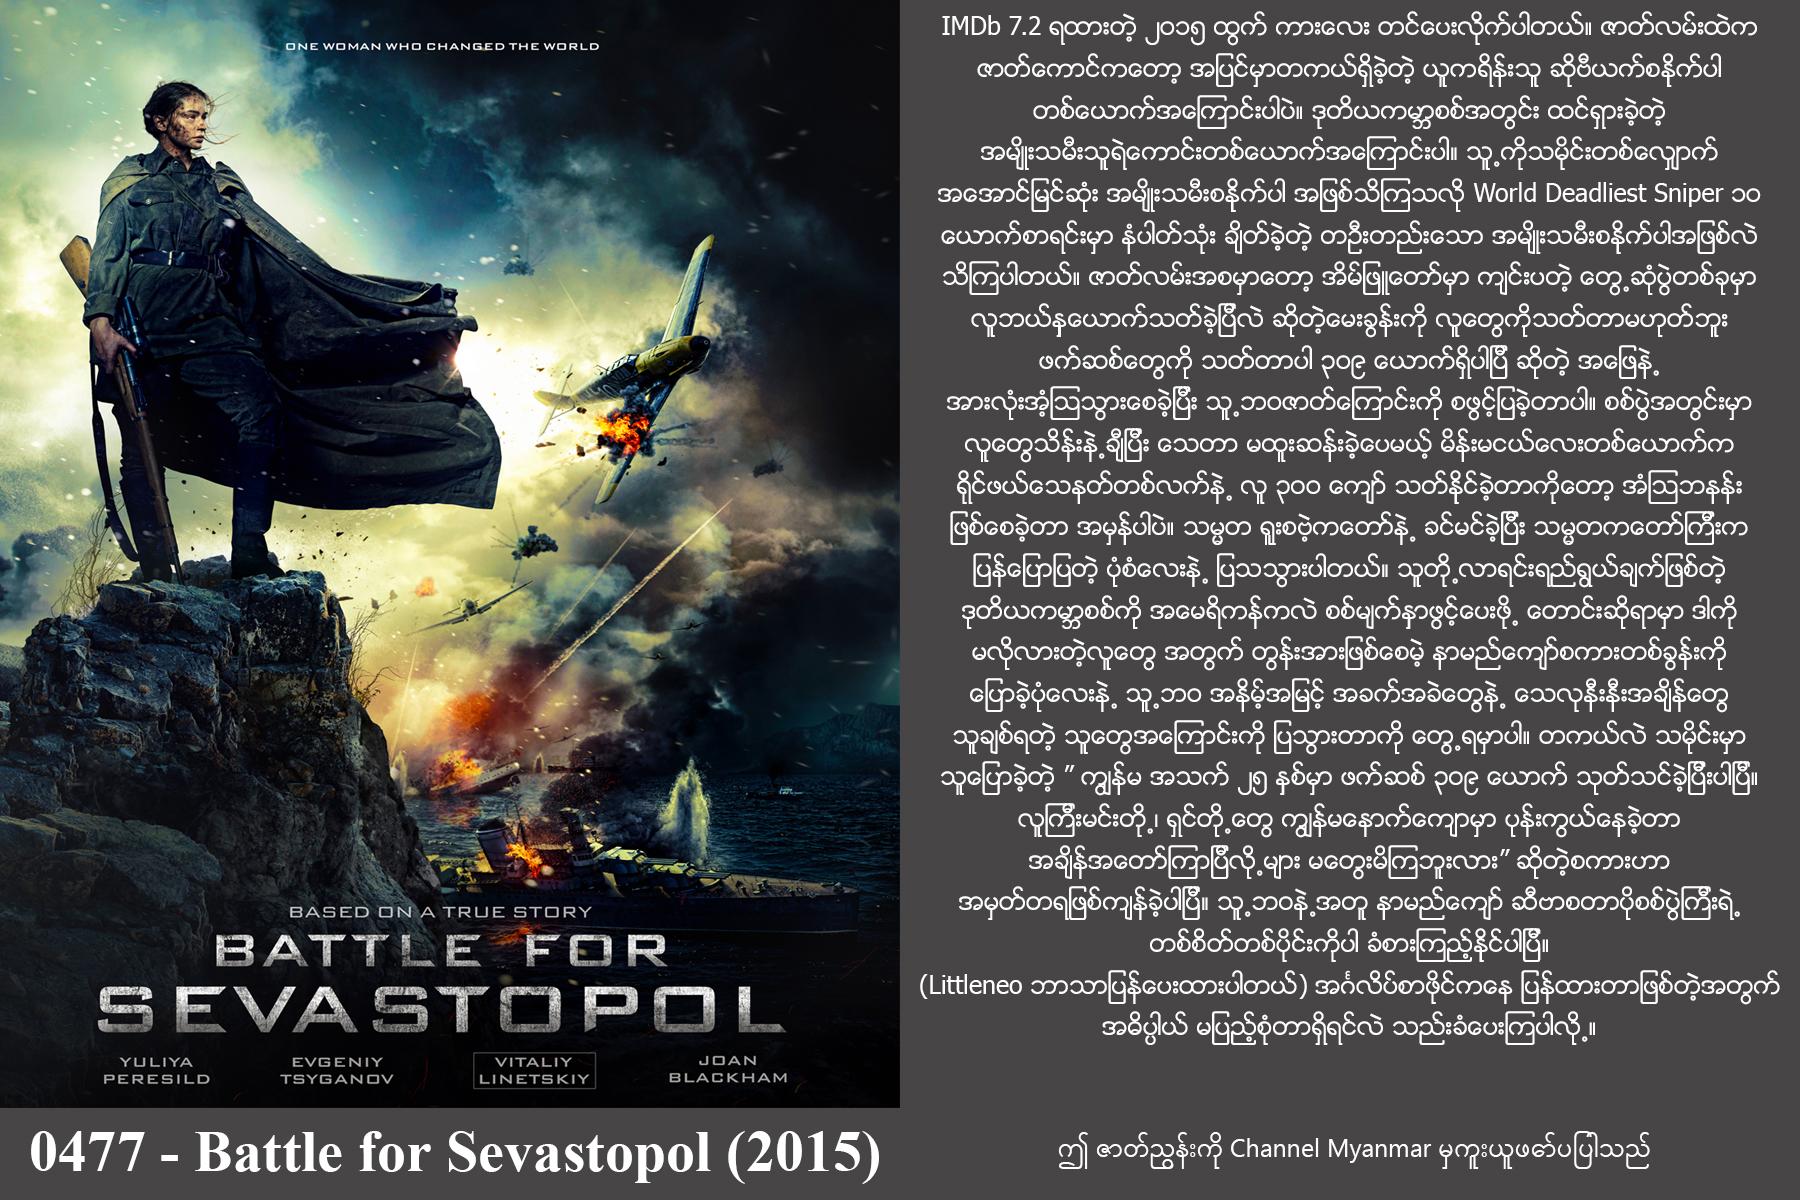 ONE WOMAN WHO CHANGED THE WORLD
BASED ON A TRUE STORY
BATTLE FOR
SEVASTOPOL
YULIYA PERESILD
EVGENIY TSYGANOV
VITALIY LINETSKIY
JOAN BLACKHAM
0477 - Battle for Sevastopol (2015)
IMDb 7.2 ရထားတဲ့ ၂၀၁၅ ထွက် ကားလေး တင်ပေးလိုက်ပါတယ်။ ဇာတ်လမ်းထဲက
ဇာတ်ကောင်ကတော့ အပြင်မှာတကယ်ရှိခဲ့တဲ့ ယူကရိန်းသူ ဆိုဗီယက်စနိုက်ပါ
တစ်ယောက်အကြောင်းပါပဲ။ ဒုတိယကမ္ဘာစစ်အတွင်း ထင်ရှားခဲ့တဲ့
အမျိုးသမီးသူရဲကောင်းတစ်ယောက်အကြောင်းပါ။ သူ့ကိုသမိုင်းတစ်လျှောက်
အအောင်မြင်ဆုံး အမျိုးသမီးစနိုက်ပါ အဖြစ်သိကြသလို World Deadliest Sniper ၁၀
ယောက်စာရင်းမှာ နံပါတ်သုံး ချိတ်ခဲ့တဲ့ တဦးတည်းသော အမျိုးသမီးစနိုက်ပါအဖြစ်လဲ
သိကြပါတယ်။ ဇာတ်လမ်းအစမှာတော့ အိမ်ဖြူတော်မှာ ကျင်းပတဲ့ တွေ့ဆုံပွဲတစ်ခုမှာ
လူဘယ်နှယောက်သတ်ခဲ့ပြီလဲ ဆိုတဲ့မေးခွန်းကို လူတွေကိုသတ်တာမဟုတ်ဘူး
ဖက်ဆစ်တွေကို သတ်တာပါ ၃၀၉ ယောက်ရှိပါပြီ ဆိုတဲ့ အဖြေနဲ့
အားလုံးအံ့ဩသွားစေခဲ့ပြီး သူ့ဘဝဇာတ်ကြောင်းကို စဖွင့်ပြခဲ့တာပါ။ စစ်ပွဲအတွင်းမှာ
လူတွေသိန်းနဲ့ချီပြီး သေတာ မထူးဆန်းခဲ့ပေမယ့် မိန်းမငယ်လေးတစ်ယောက်က
ရိုင်ဖယ်သေနတ်တစ်လက်နဲ့ လူ ၃၀၀ ကျော် သတ်နိုင်ခဲ့တာကိုတော့ အံဩဘနန်း
ဖြစ်စေခဲ့တာ အမှန်ပါပဲ။ သမ္မတ ရူးစဗဲ့ကတော်နဲ့ ခင်မင်ခဲ့ပြီး သမ္မတကတော်ကြီးက
ပြန်ပြောပြတဲ့ ပုံစံလေးနဲ့ ပြသသွားပါတယ်။ သူတို့လာရင်းရည်ရွယ်ချက်ဖြစ်တဲ့
ဒုတိယကမ္ဘာစစ်ကို အမေရိကန်ကလဲ စစ်မျက်နှာဖွင့်ပေးဖို့ တောင်းဆိုရာမှာ ဒါကို
မလိုလားတဲ့လူတွေ အတွက် တွန်းအားဖြစ်စေမဲ့ နာမည်ကျော်စကားတစ်ခွန်းကို
ပြောခဲ့ပုံလေးနဲ့ သူ့ဘဝ အနိမ့်အမြင့် အခက်အခဲတွေနဲ့ သေလုနီးနီးအချိန်တွေ
သူချစ်ရတဲ့ သူတွေအကြောင်းကို ပြသွားတာကို တွေ့ရမှာပါ။ တကယ်လဲ သမိုင်းမှာ
သူပြောခဲ့တဲ့ ” ကျွန်မ အသက် ၂၅ နှစ်မှာ ဖက်ဆစ် ၃၀၉ ယောက် သုတ်သင်ခဲ့ပြီးပါပြီ။
လူကြီးမင်းတို့၊ ရှင်တို့တွေ ကျွန်မနောက်ကျောမှာ ပုန်းကွယ်နေခဲ့တာ
အချိန်အတော်ကြာပြီလို့များ မတွေးမိကြဘူးလား” ဆိုတဲ့စကားဟာ
အမှတ်တရဖြစ်ကျန်ခဲ့ပါပြီ။ သူ့ဘဝနဲ့အတူ နာမည်ကျော် ဆီဗာစတာပိုစစ်ပွဲကြီးရဲ့
တစ်စိတ်တစ်ပိုင်းကိုပါ ခံစားကြည့်နိုင်ပါပြီ။
(Littleneo ဘာသာပြန်ပေးထားပါတယ်) အင်္ဂလိပ်စာဖိုင်ကနေ ပြန်ထားတာဖြစ်တဲ့အတွက်
အဓိပ္ပါယ် မပြည့်စုံတာရှိရင်လဲ သည်းခံပေးကြပါလို့။
ဤ ဇာတ်ညွှန်းကို Channel Myanmar မှကူးယူဖော်ပပြါသည်